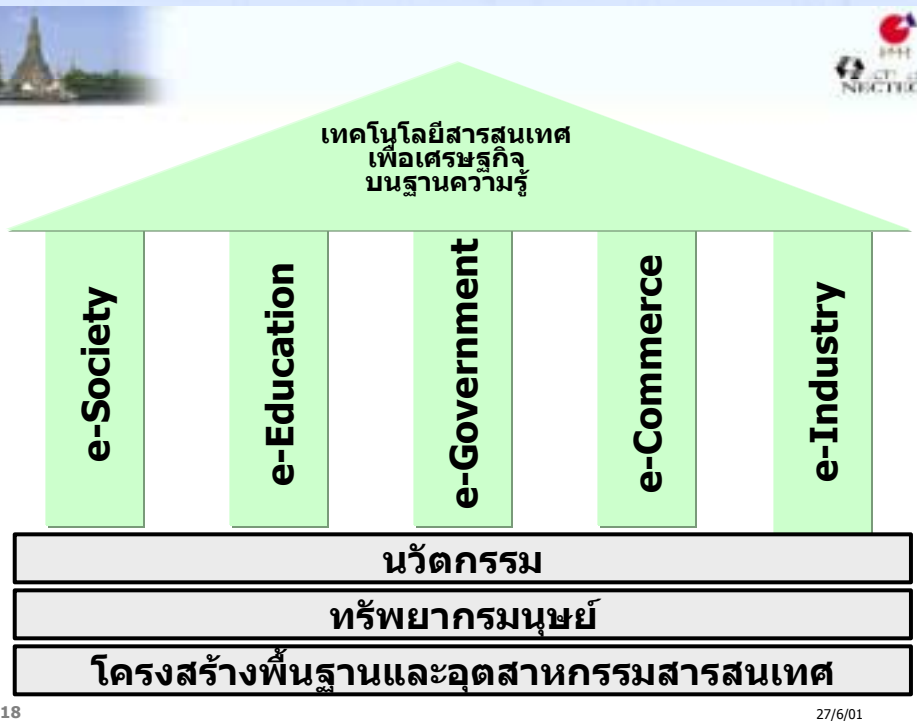 NECTEC
เทคโนโลยีสารสนเทศ
เพื่อเศรษฐกิจ
บนฐานความรู้
e-Society
e-Education
e-Government
e-Commerce
e-Industry
นวัตกรรม
ทรัพยากรมนุษย์
โครงสร้างพื้นฐานและอุตสาหกรรมสารสนเทศ
18
27/6/01